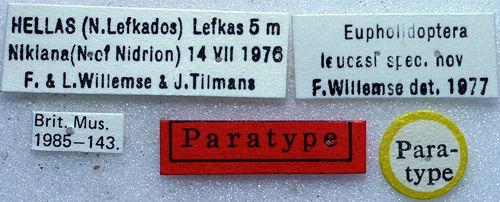 HELLAS (N.Lefkados) Lefkas 5 m
Nikiana(N.of Nidrion) 14 VII 1976
F. & L.Willemse & J.Tilmans
Eupholidoptera
leucasi spec. nov
F.Willemse det. 1977
Brit. Mus.
1985–143.
Paratype
Para-
type